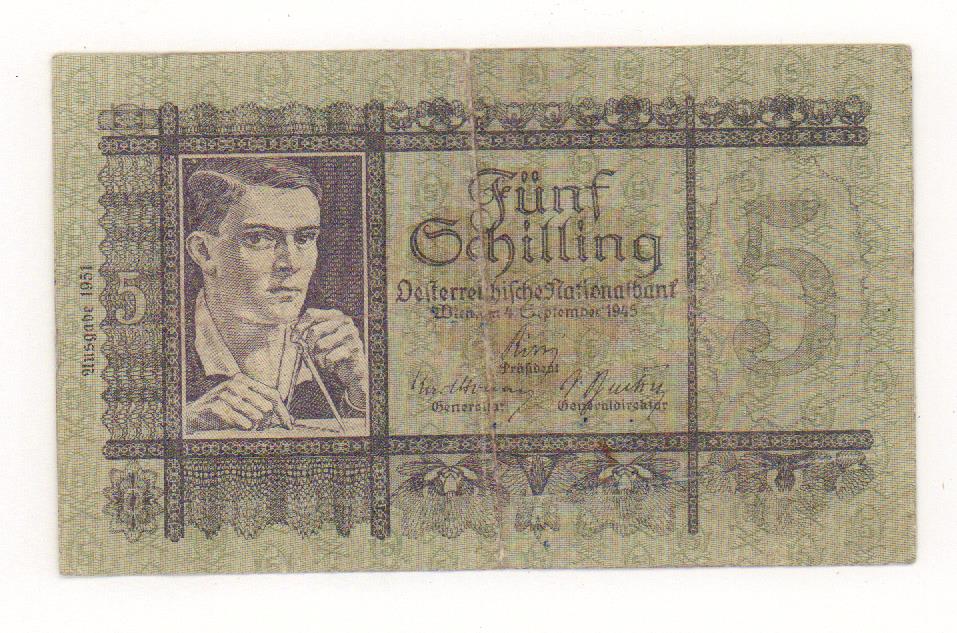 Ausgabe 1951
5
Fünf
Schilling
Oesterreichische Nationalbank
Wien, am 4. September 1945
Präsident
Generalrat Generaldirektor
5